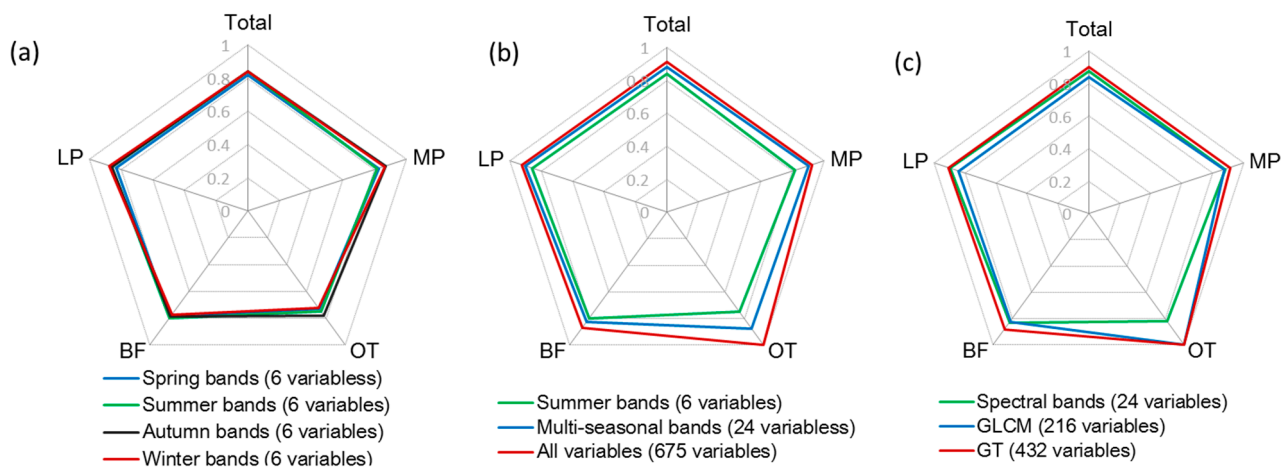 (a)
Total
1
0.8
0.6
0.4
0.2
0
LP
MP
BF
OT
Spring bands (6 variabless)
Summer bands (6 variables)
Autumn bands (6 variables)
Winter bands (6 variables)
(b)
Total
1
0.8
0.6
0.4
0.2
0
LP
MP
BF
OT
Summer bands (6 variables)
Multi-seasonal bands (24 variabless)
All variables (675 variables)
(c)
Total
1
0.8
0.6
0.4
0.2
0
LP
MP
BF
OT
Spectral bands (24 variables)
GLCM (216 variables)
GT (432 variables)